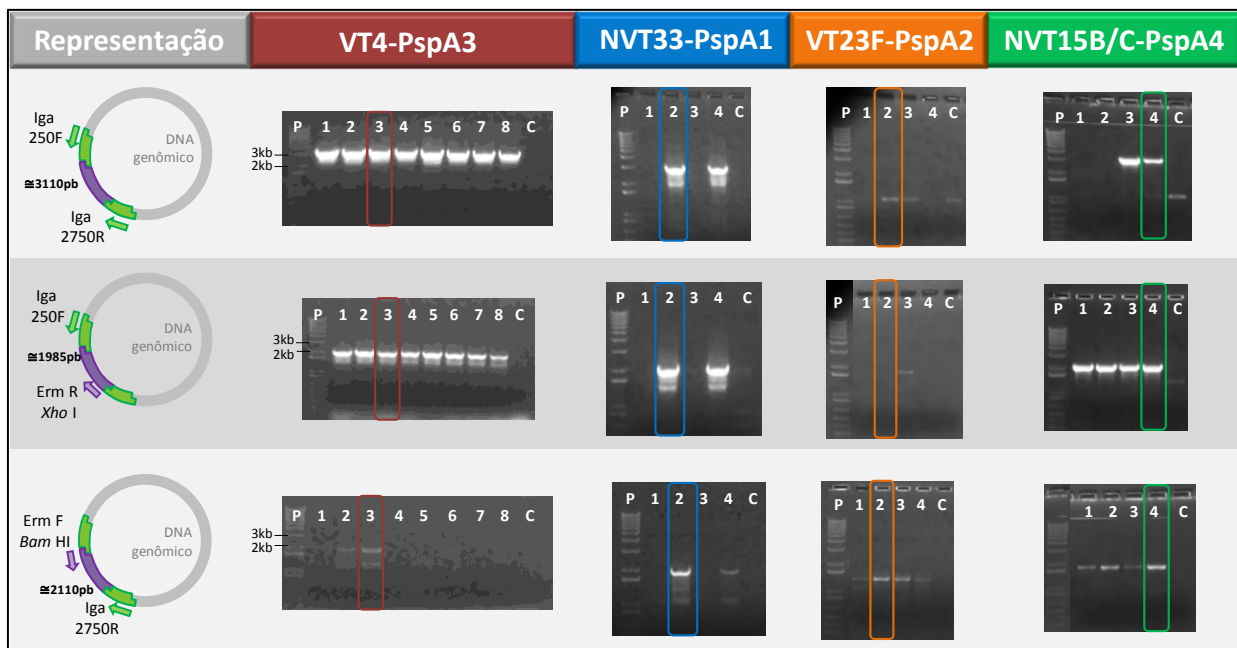 Representação VT4-PspA3 NVT33-PspA1 VT23F-PspA2 NVT15B/C-PspA4
Iga
250F
DNA
genômico
≅3110pb
Iga
2750R
3kb
2kb
P 1 2 3 4 5 6 7 8 C
P 1 2 3 4 C
P 1 2 3 4 C
P 1 2 3 4 C
Iga
250F
DNA
genômico
≅1985pb
Erm R
Xho I
3kb
2kb
P 1 2 3 4 5 6 7 8 C
P 1 2 3 4 C
P 1 2 3 4 C
P 1 2 3 4 C
Erm F
Bam HI
DNA
genômico
≅2110pb
Iga
2750R
3kb
2kb
P 1 2 3 4 5 6 7 8 C
P 1 2 3 4 C
P 1 2 3 4 C
P 1 2 3 4 C